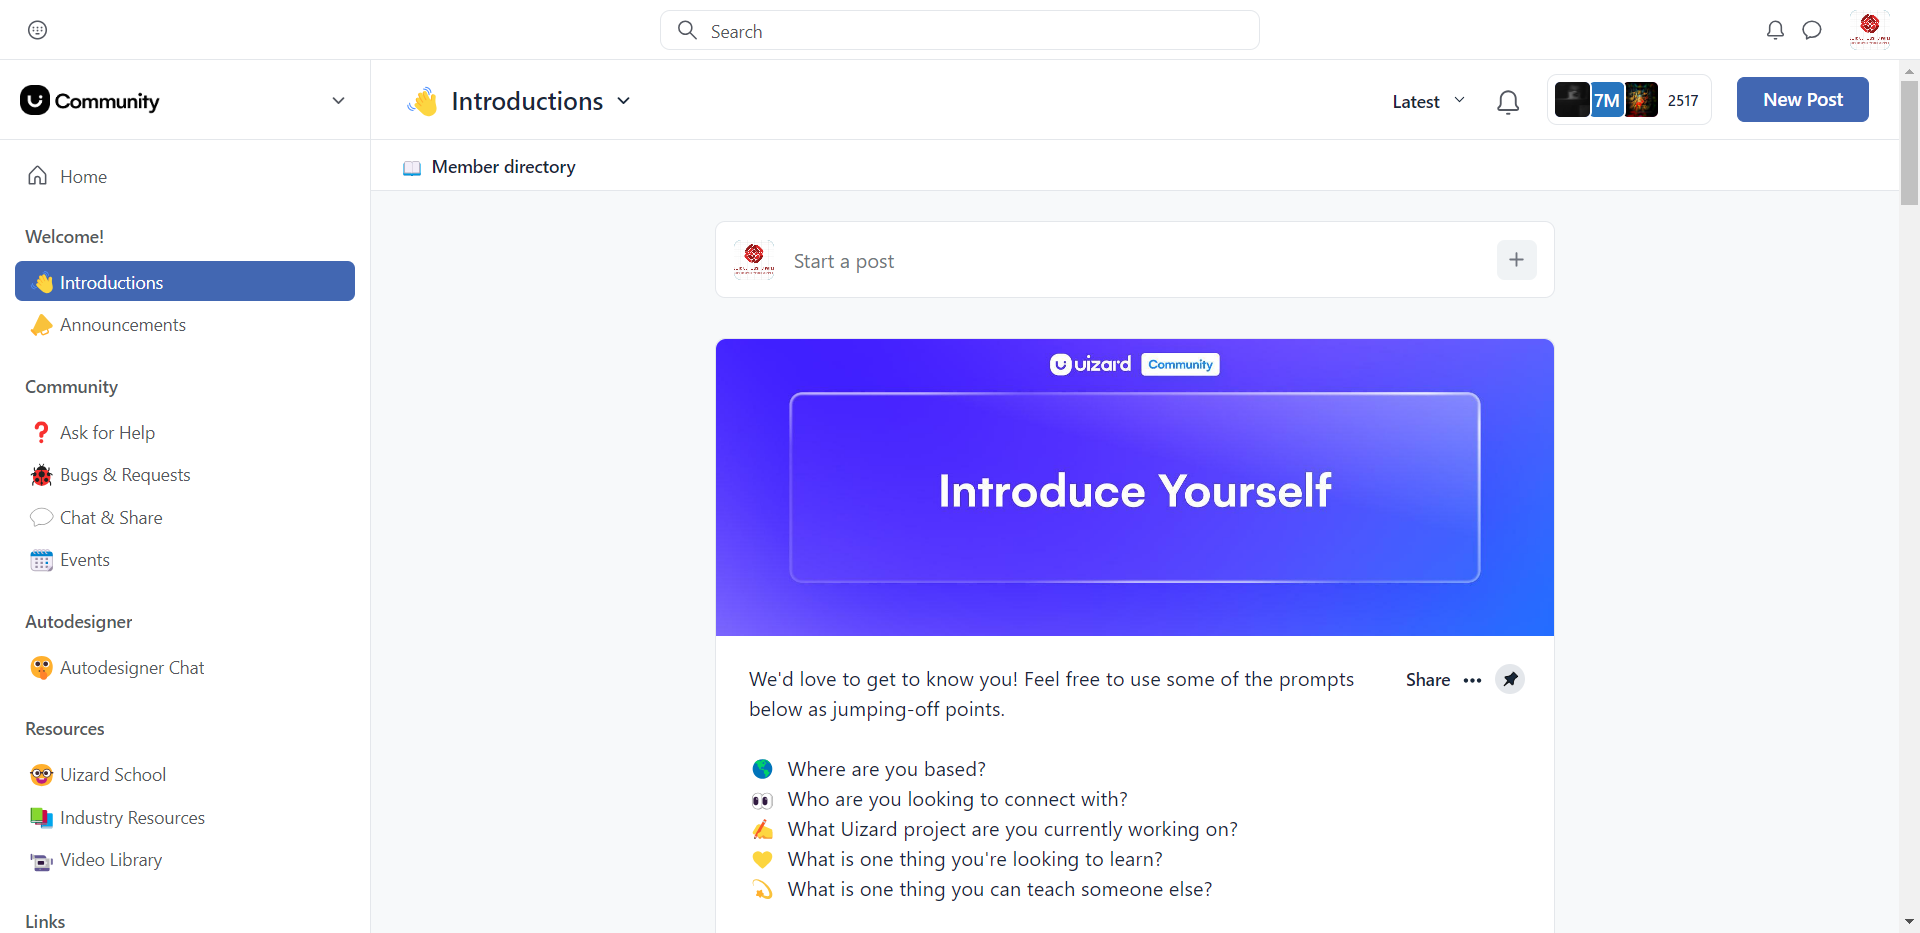 Search
Community
Introductions
Latest
7M
2517
New Post
Member directory
Home
Welcome!
Introductions
Announcements
Community
Ask for Help
Bugs & Requests
Chat & Share
Events
Autodesigner
Autodesigner Chat
Resources
Uizard School
Industry Resources
Video Library
Links
Start a post
uizard Community
Introduce Yourself
We'd love to get to know you! Feel free to use some of the prompts
below as jumping-off points.
Share
Where are you based?
Who are you looking to connect with?
What Uizard project are you currently working on?
What is one thing you're looking to learn?
What is one thing you can teach someone else?